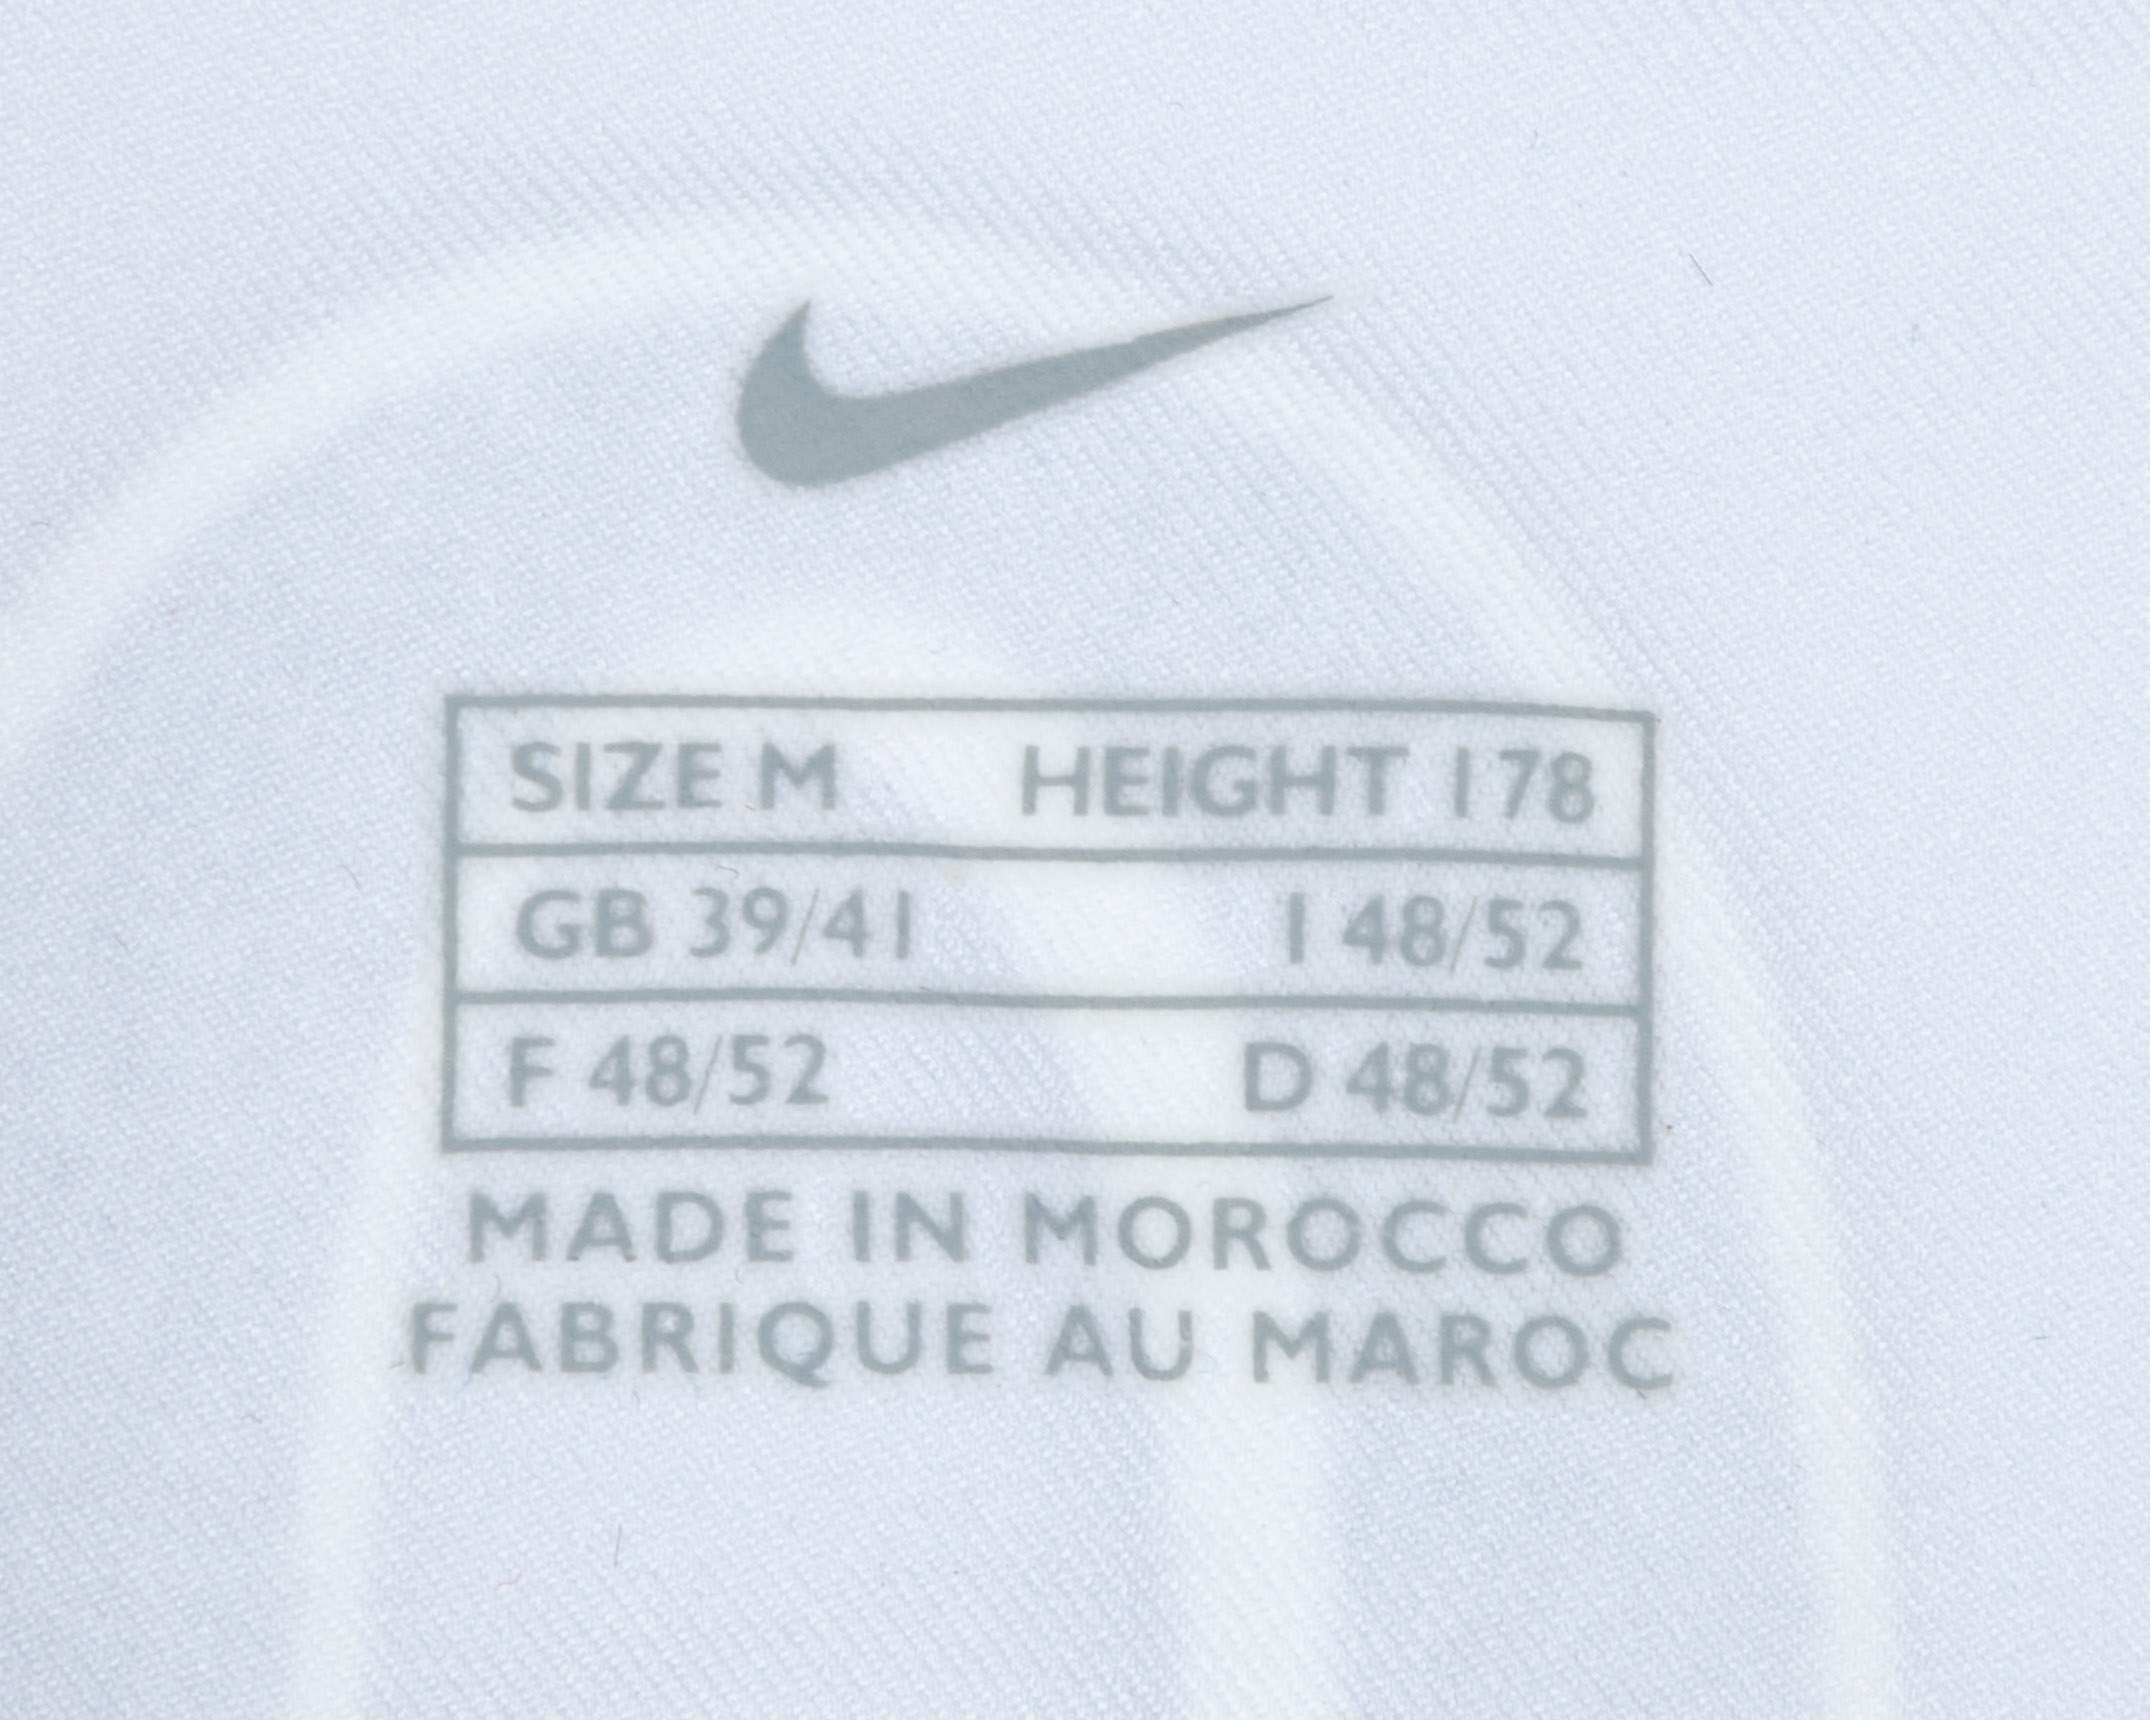 SIZE M HEIGHT 178
GB 39/41 I 48/52
F 48/52 D 48/52
MADE IN MOROCCO
FABRIQUE AU MAROC